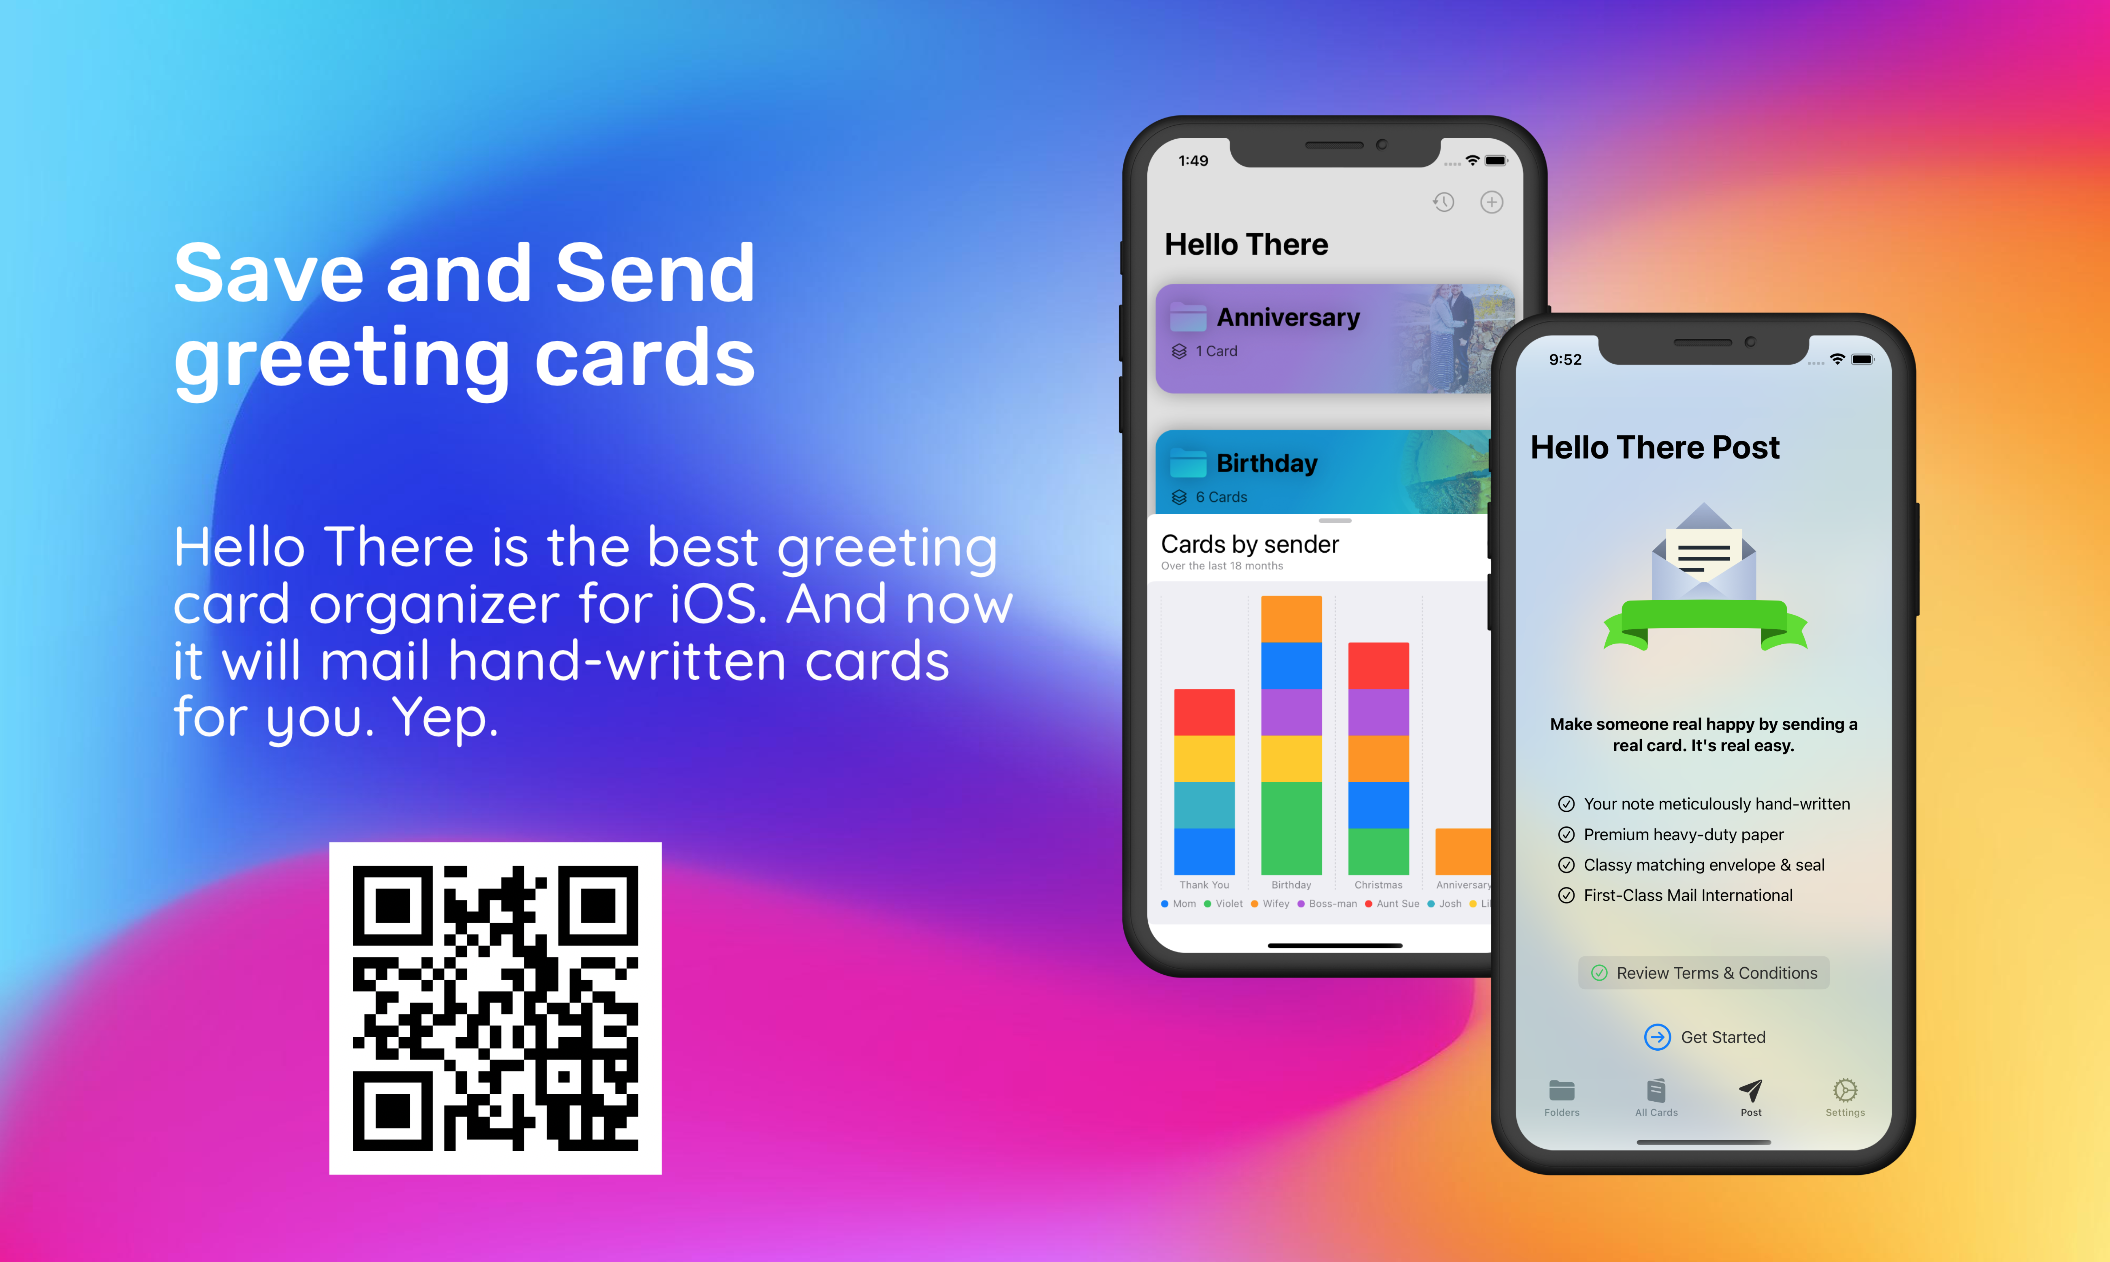 Save and Send
greeting cards
Hello There is the best greeting
card organizer for iOS. And now
it will mail hand-written cards
for you. Yep.
1:49
Hello There
Anniversary
1 Card
Birthday
6 Cards
Cards by sender
Over the last 18 months
Thank You Birthday Christmas Anniversary
Mom Violet Wifey Boss-man Aunt Sue Josh
9:52
Hello There Post
Make someone real happy by sending a
real card. It's real easy.
Your note meticulously hand-written
Premium heavy-duty paper
Classy matching envelope & seal
First-Class Mail International
Review Terms & Conditions
Get Started
Folders All Cards Post Settings